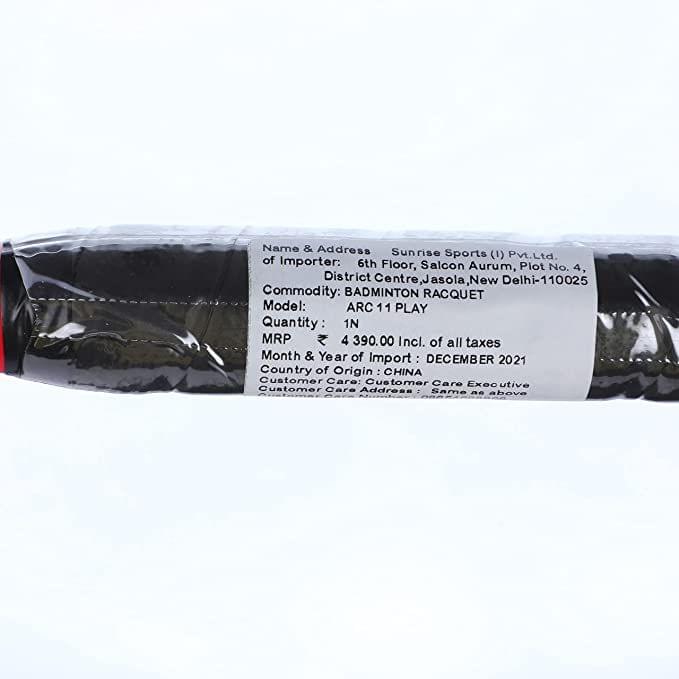 Name & Address Sunrise Sports (I) Pvt.Ltd.
of Importer: 6th Floor, Salcon Aurum, Plot No. 4,
District Centre,Jasola,New Delhi-110025
Commodity: BADMINTON RACQUET
Model: ARC 11 PLAY
Quantity : 1N
MRP ₹ 4 390.00 Incl. of all taxes
Month & Year of Import : DECEMBER 2021
Country of Origin : CHINA
Customer Care: Customer Care Executive
Customer Care Address : Same as above
Customer Care Number :